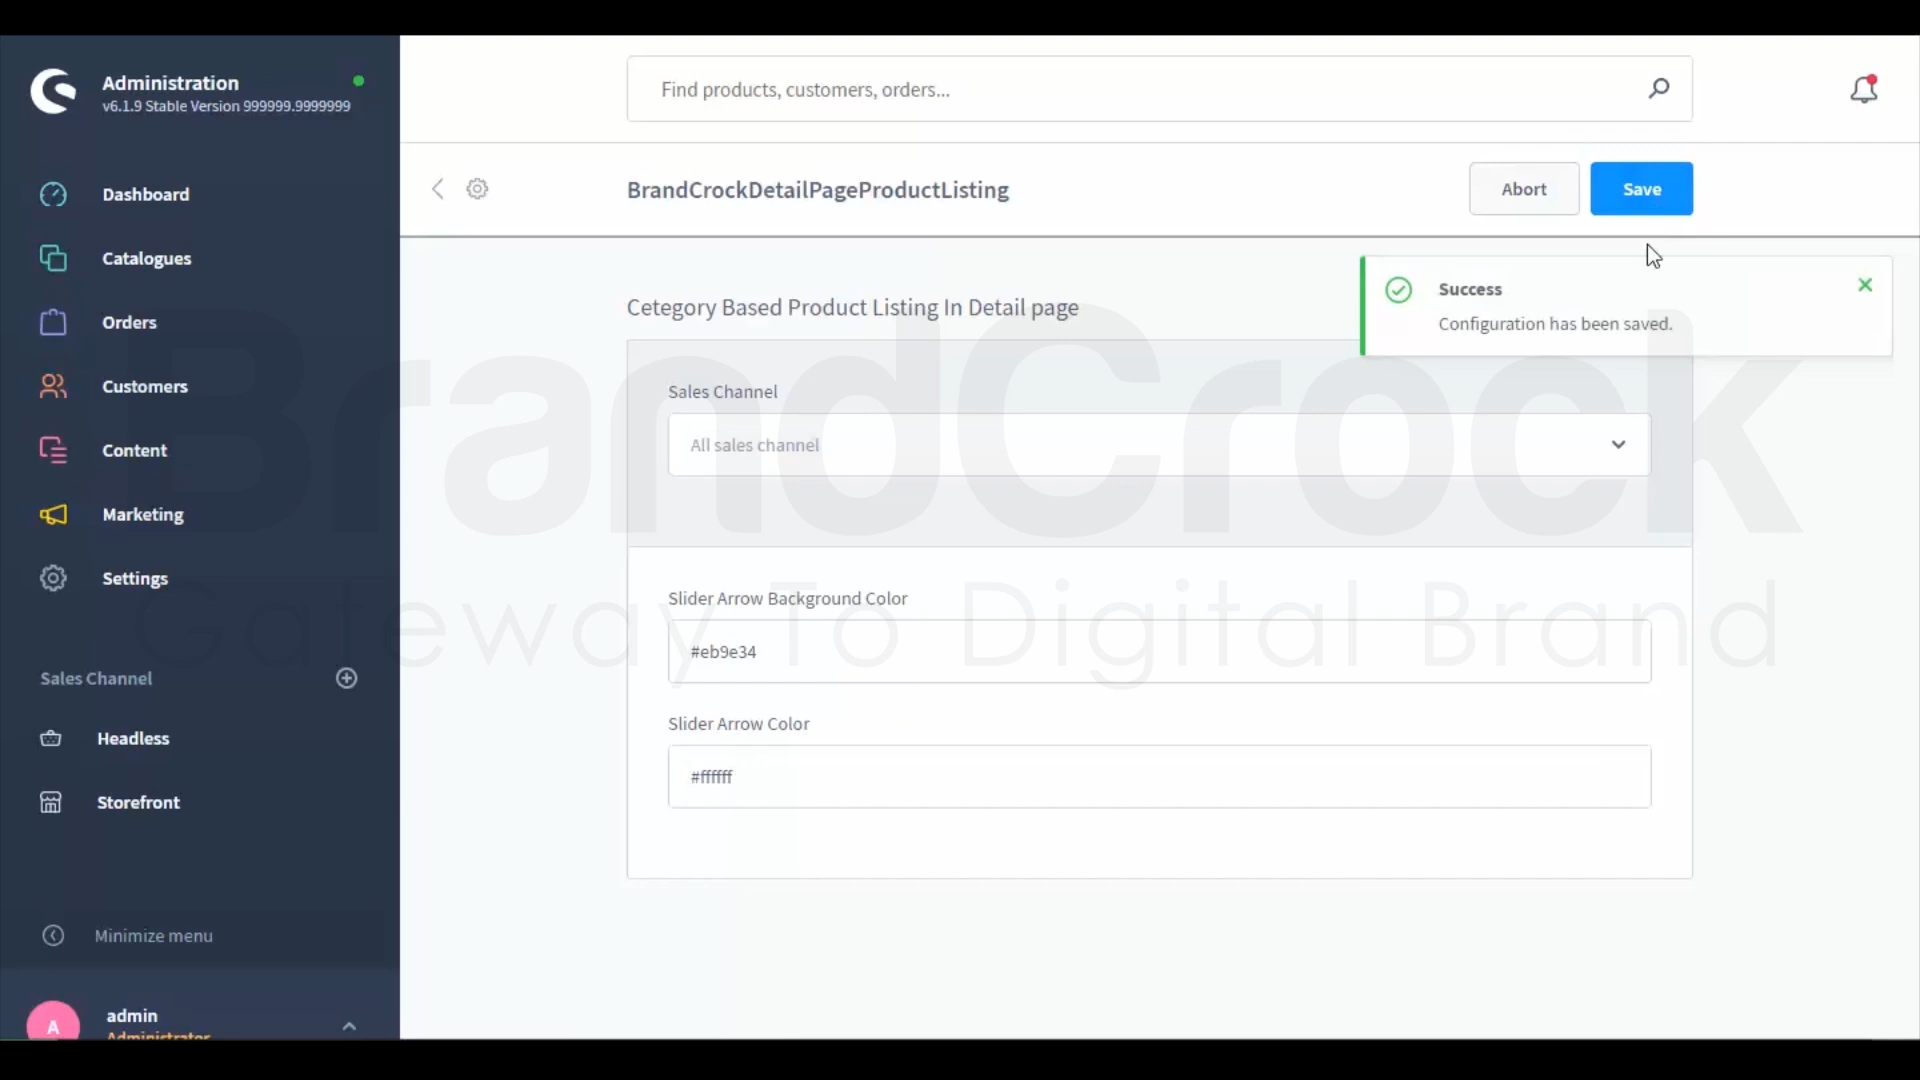 Administration
v6.1.9 Stable Version 999999.9999999
Find products, customers, orders...
Dashboard
Catalogues
Orders
Customers
Content
Marketing
Settings
Sales Channel
Headless
Storefront
Minimize menu
A
admin
Administrator
BrandCrockDetailPageProductListing
Abort
Save
Success
Configuration has been saved.
Cetegory Based Product Listing In Detail page
Sales Channel
All sales channel
Slider Arrow Background Color
#eb9e34
Slider Arrow Color
#ffffff
BrandCrock
Gateway To Digital Brand